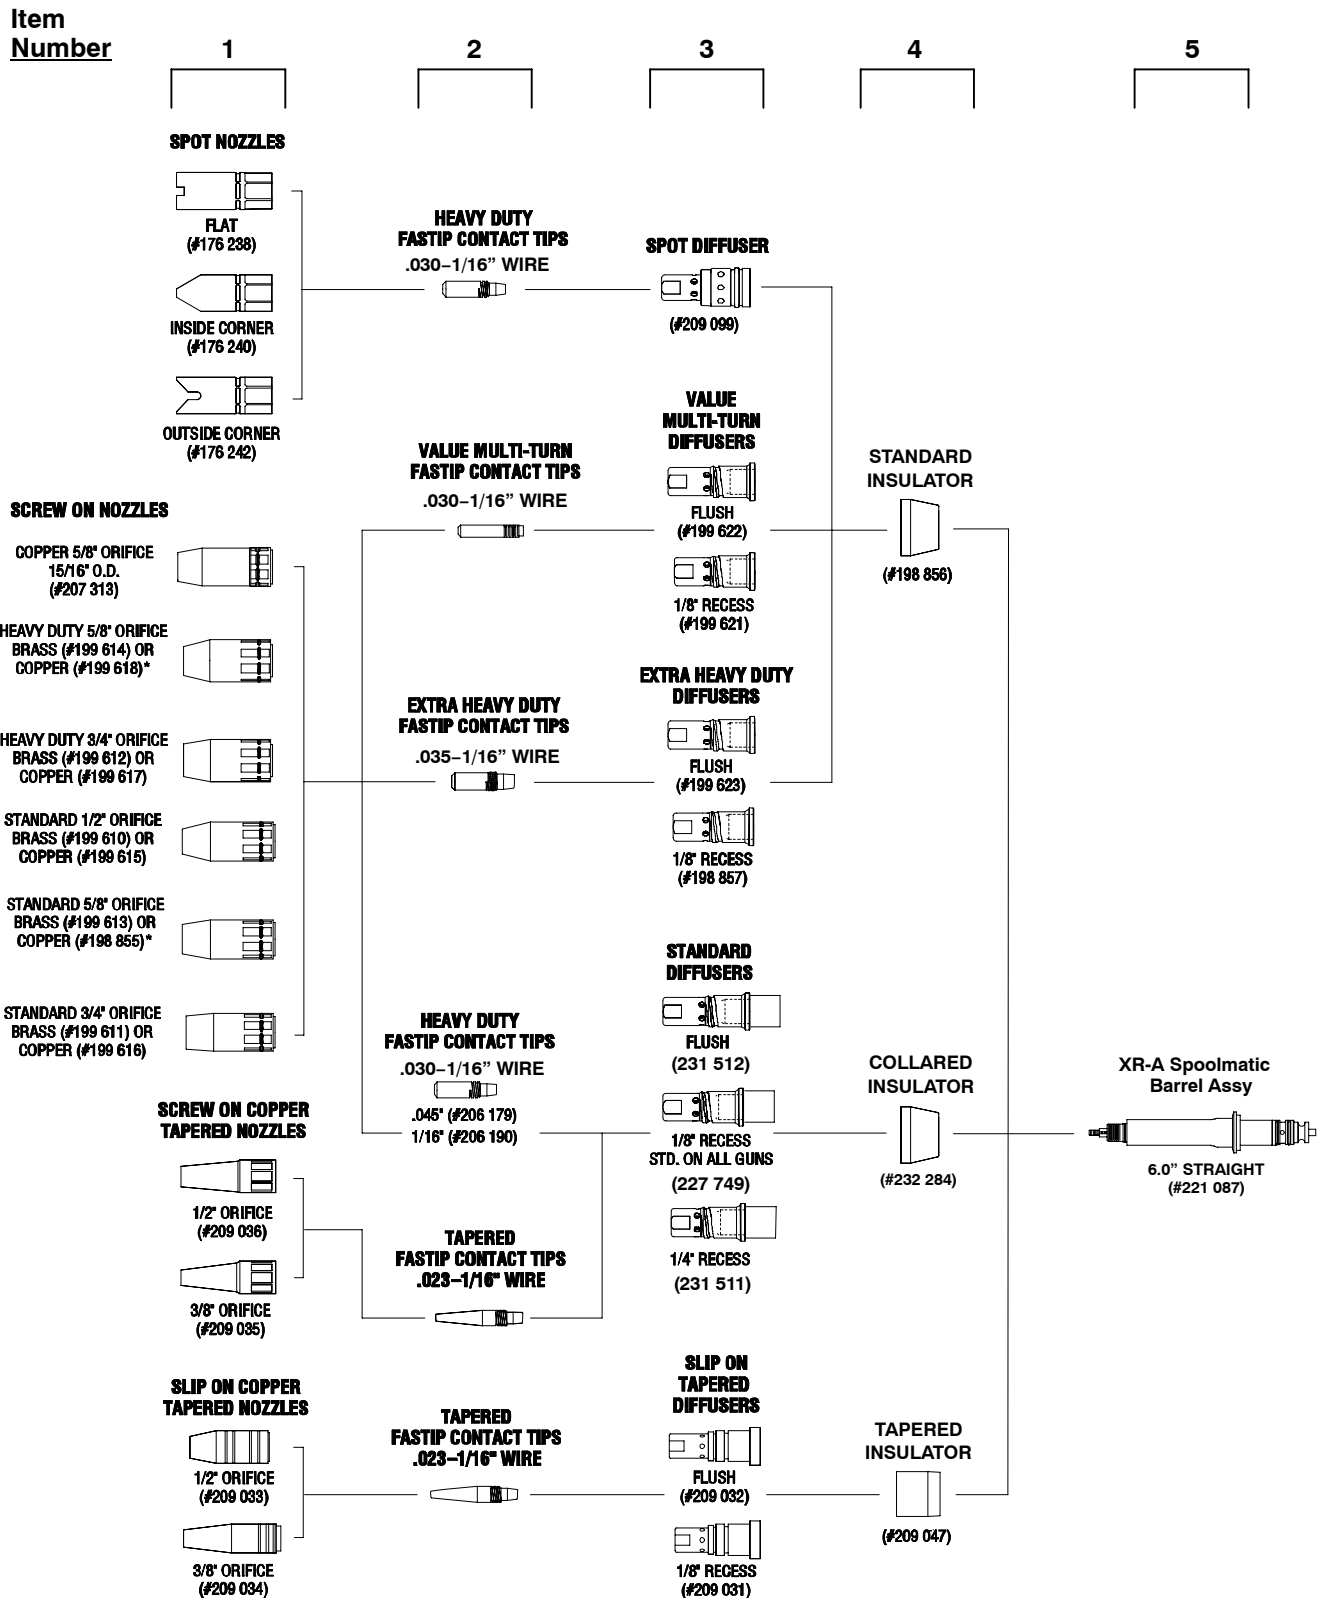 Item
Number
1
2
3
4
5
SPOT NOZZLES
FLAT
(#176 238)
INSIDE CORNER
(#176 240)
OUTSIDE CORNER
(#176 242)
SCREW ON NOZZLES
COPPER 5/8" ORIFICE
15/16" O.D.
(#207 313)
HEAVY DUTY 5/8" ORIFICE
BRASS (#199 614) OR
COPPER (#199 618)*
HEAVY DUTY 3/4" ORIFICE
BRASS (#199 612) OR
COPPER (#199 617)
STANDARD 1/2" ORIFICE
BRASS (#199 610) OR
COPPER (#199 615)
STANDARD 5/8" ORIFICE
BRASS (#199 613) OR
COPPER (#198 855)*
STANDARD 3/4" ORIFICE
BRASS (#199 611) OR
COPPER (#199 616)
SCREW ON COPPER
TAPERED NOZZLES
1/2" ORIFICE
(#209 036)
3/8" ORIFICE
(#209 035)
SLIP ON COPPER
TAPERED NOZZLES
1/2" ORIFICE
(#209 033)
3/8" ORIFICE
(#209 034)
HEAVY DUTY
FASTIP CONTACT TIPS
.030−1/16” WIRE
VALUE MULTI-TURN
FASTIP CONTACT TIPS
.030−1/16” WIRE
EXTRA HEAVY DUTY
FASTIP CONTACT TIPS
.035−1/16” WIRE
HEAVY DUTY
FASTIP CONTACT TIPS
.030−1/16” WIRE
.045" (#206 179)
1/16" (#206 190)
TAPERED
FASTIP CONTACT TIPS
.023−1/16" WIRE
TAPERED
FASTIP CONTACT TIPS
.023−1/16" WIRE
SPOT DIFFUSER
(#209 099)
VALUE
MULTI-TURN
DIFFUSERS
FLUSH
(#199 622)
1/8" RECESS
(#199 621)
EXTRA HEAVY DUTY
DIFFUSERS
FLUSH
(#199 623)
1/8" RECESS
(#198 857)
STANDARD
DIFFUSERS
FLUSH
(231 512)
1/8" RECESS
STD. ON ALL GUNS
(227 749)
1/4" RECESS
(231 511)
SLIP ON
TAPERED
DIFFUSERS
FLUSH
(#209 032)
1/8" RECESS
(#209 031)
STANDARD
INSULATOR
(#198 856)
COLLARED
INSULATOR
(#232 284)
TAPERED
INSULATOR
(#209 047)
XR-A Spoolmatic
Barrel Assy
6.0” STRAIGHT
(#221 087)